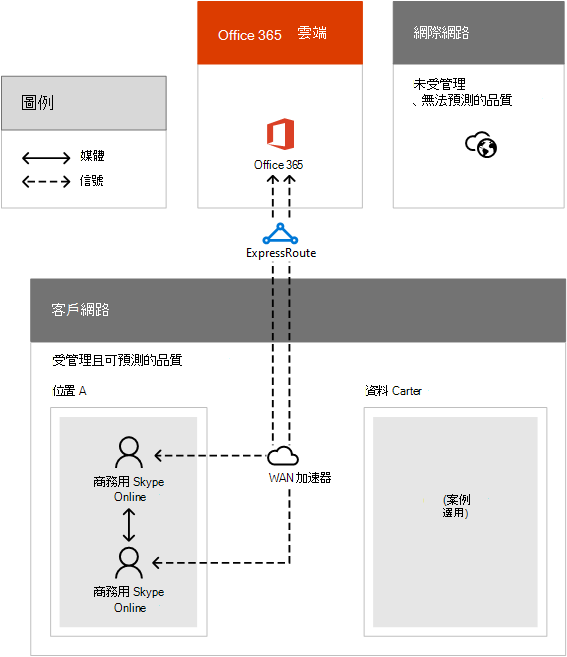 Office 365 雲端
網際網路
圖例
未受管理
、無法預測的品質
媒體
信號
Office 365
ExpressRoute
客戶網路
受管理且可預測的品質
位置 A
資料 Carter
商務用 Skype
Online
WAN 加速器
(案例
選用)
商務用 Skype
Online